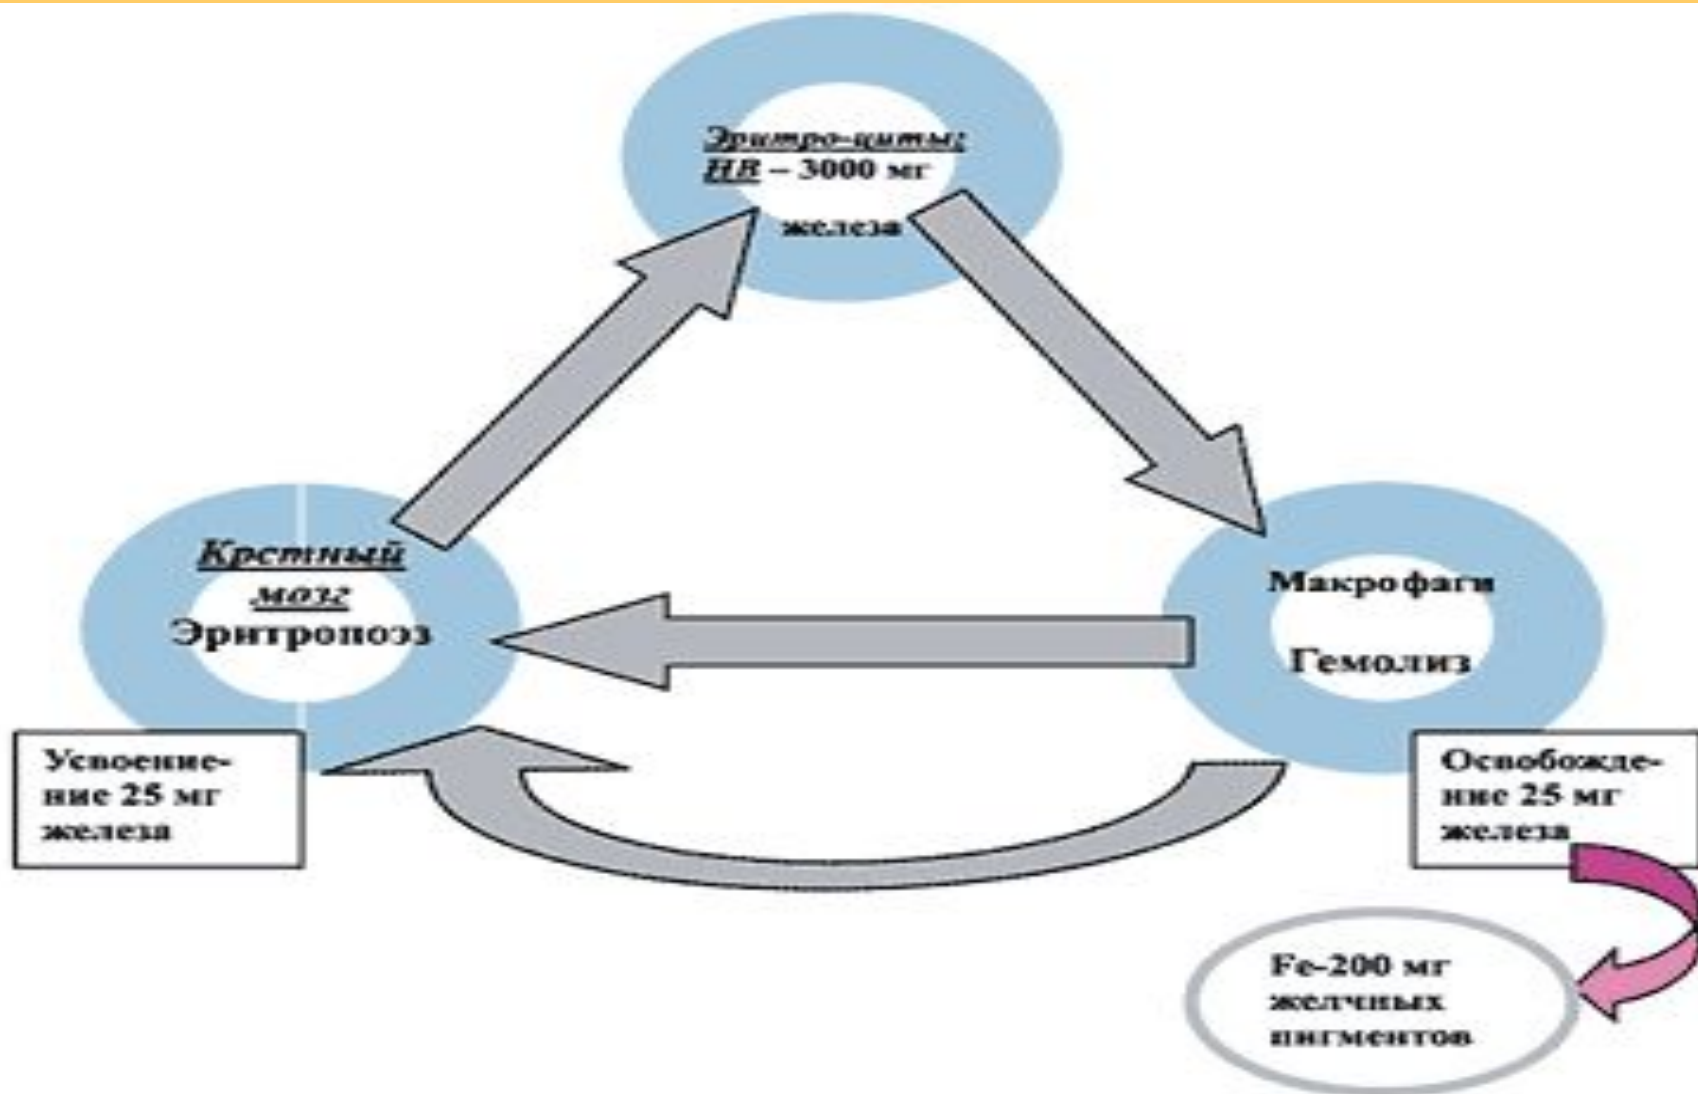 Эритро-циты;
НВ – 3000 мг
железа
Крстный
мозг
Эритропоэз
Макрофаги
Гемолиз
Усвоение-
ние 25 мг
железа
Освобожде-
ние 25 мг
железа
Fe-200 мг
желчных
пигментов